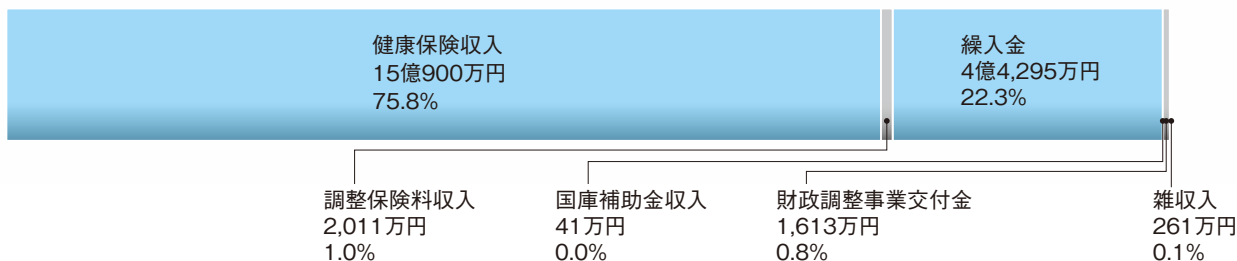 健康保険収入
15億900万円
75.8%
繰入金
4億4,295万円
22.3%
調整保険料収入
2,011万円
1.0%
国庫補助金収入
41万円
0.0%
財政調整事業交付金
1,613万円
0.8%
雑収入
261万円
0.1%